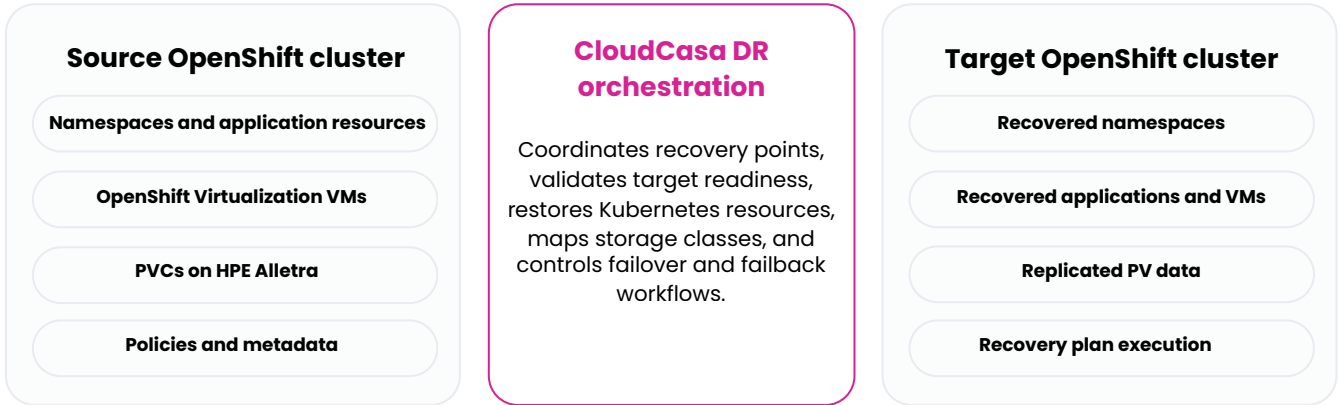 Source OpenShift cluster
Namespaces and application resources
OpenShift Virtualization VMs
PVCs on HPE Alletra
Policies and metadata
CloudCasa DR
orchestration
Coordinates recovery points,
validates target readiness,
restores Kubernetes resources,
maps storage classes, and
controls failover and failback
workflows.
Target OpenShift cluster
Recovered namespaces
Recovered applications and VMs
Replicated PV data
Recovery plan execution